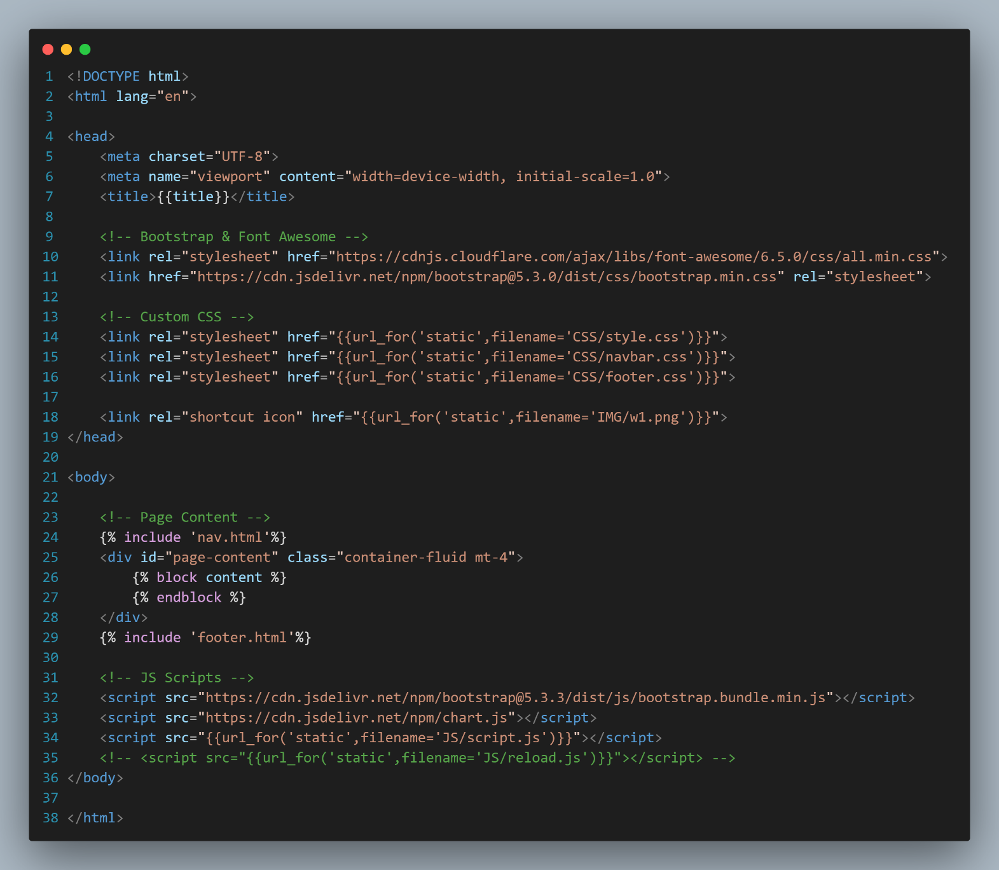 1 <!DOCTYPE html>
2 <html lang="en">
3
4 <head>
5     <meta charset="UTF-8">
6     <meta name="viewport" content="width=device-width, initial-scale=1.0">
7     <title>{{title}}</title>
8
9     <!-- Bootstrap & Font Awesome -->
10     <link rel="stylesheet" href="https://cdnjs.cloudflare.com/ajax/libs/font-awesome/6.5.0/css/all.min.css">
11     <link href="https://cdn.jsdelivr.net/npm/bootstrap@5.3.0/dist/css/bootstrap.min.css" rel="stylesheet">
12
13     <!-- Custom CSS -->
14     <link rel="stylesheet" href="{{url_for('static',filename='CSS/style.css')}}">
15     <link rel="stylesheet" href="{{url_for('static',filename='CSS/navbar.css')}}">
16     <link rel="stylesheet" href="{{url_for('static',filename='CSS/footer.css')}}">
17
18     <link rel="shortcut icon" href="{{url_for('static',filename='IMG/w1.png')}}">
19 </head>
20
21 <body>
22
23     <!-- Page Content -->
24     {% include 'nav.html'%}
25     <div id="page-content" class="container-fluid mt-4">
26         {% block content %}
27         {% endblock %}
28     </div>
29     {% include 'footer.html'%}
30
31     <!-- JS Scripts -->
32     <script src="https://cdn.jsdelivr.net/npm/bootstrap@5.3.3/dist/js/bootstrap.bundle.min.js"></script>
33     <script src="https://cdn.jsdelivr.net/npm/chart.js"></script>
34     <script src="{{url_for('static',filename='JS/script.js')}}"></script>
35     <!-- <script src="{{url_for('static',filename='JS/reload.js')}}"></script> -->
36 </body>
37
38 </html>